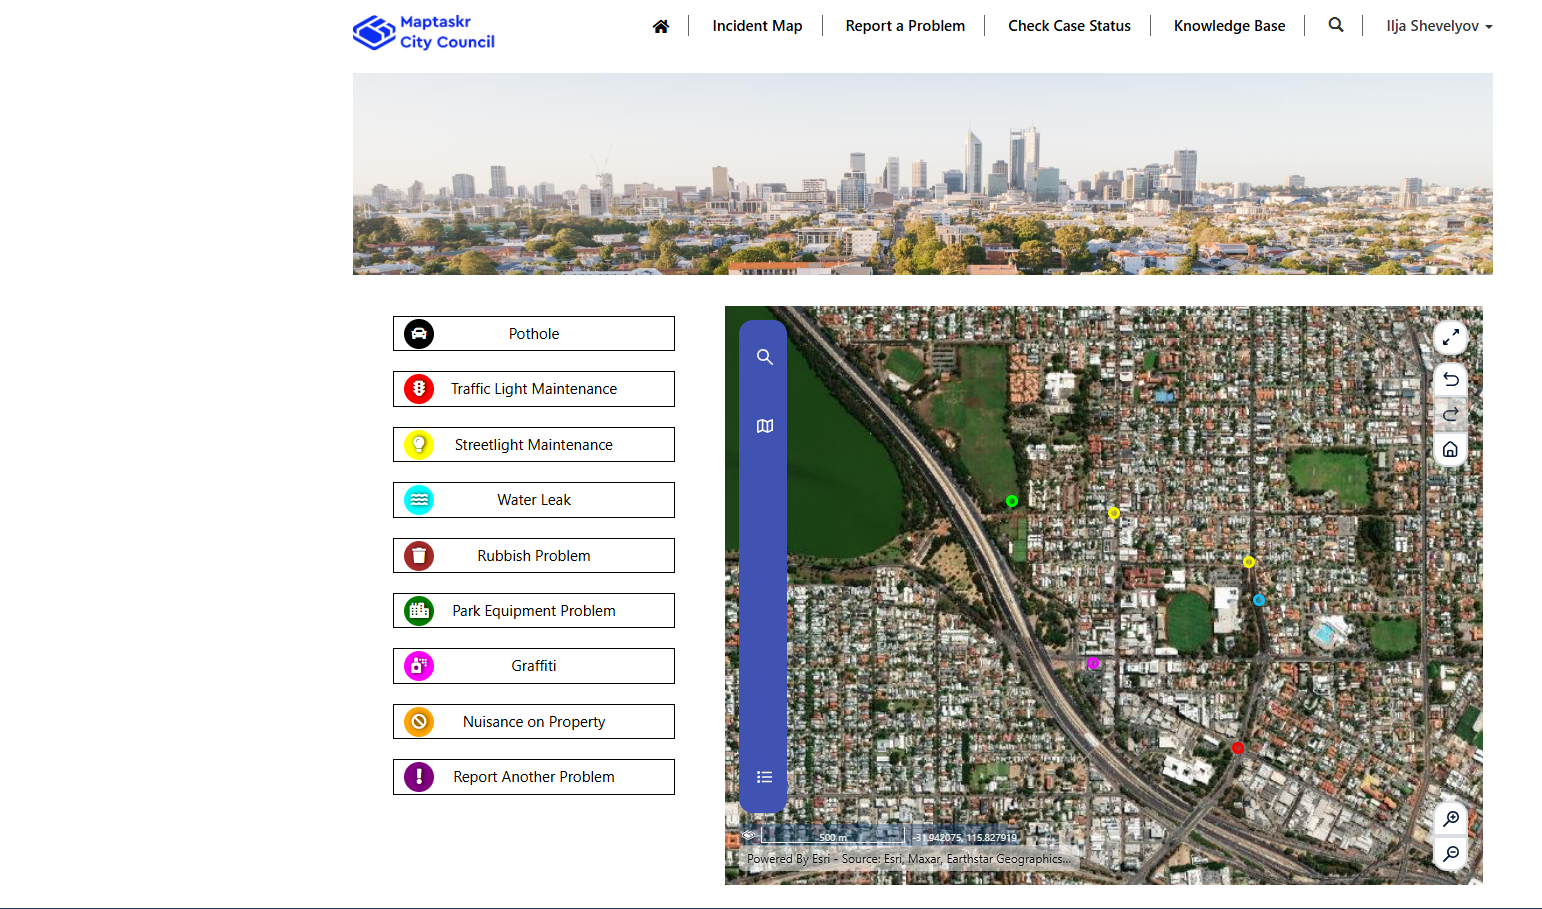 Maptaskr
City Council
Incident Map
Report a Problem
Check Case Status
Knowledge Base
Ilja Shevelyov
Pothole
Traffic Light Maintenance
Streetlight Maintenance
Water Leak
Rubbish Problem
Park Equipment Problem
Graffiti
Nuisance on Property
Report Another Problem
500 m
-31.942075, 115.827919
Powered By Esri - Source: Esri, Maxar, Earthstar Geographics...